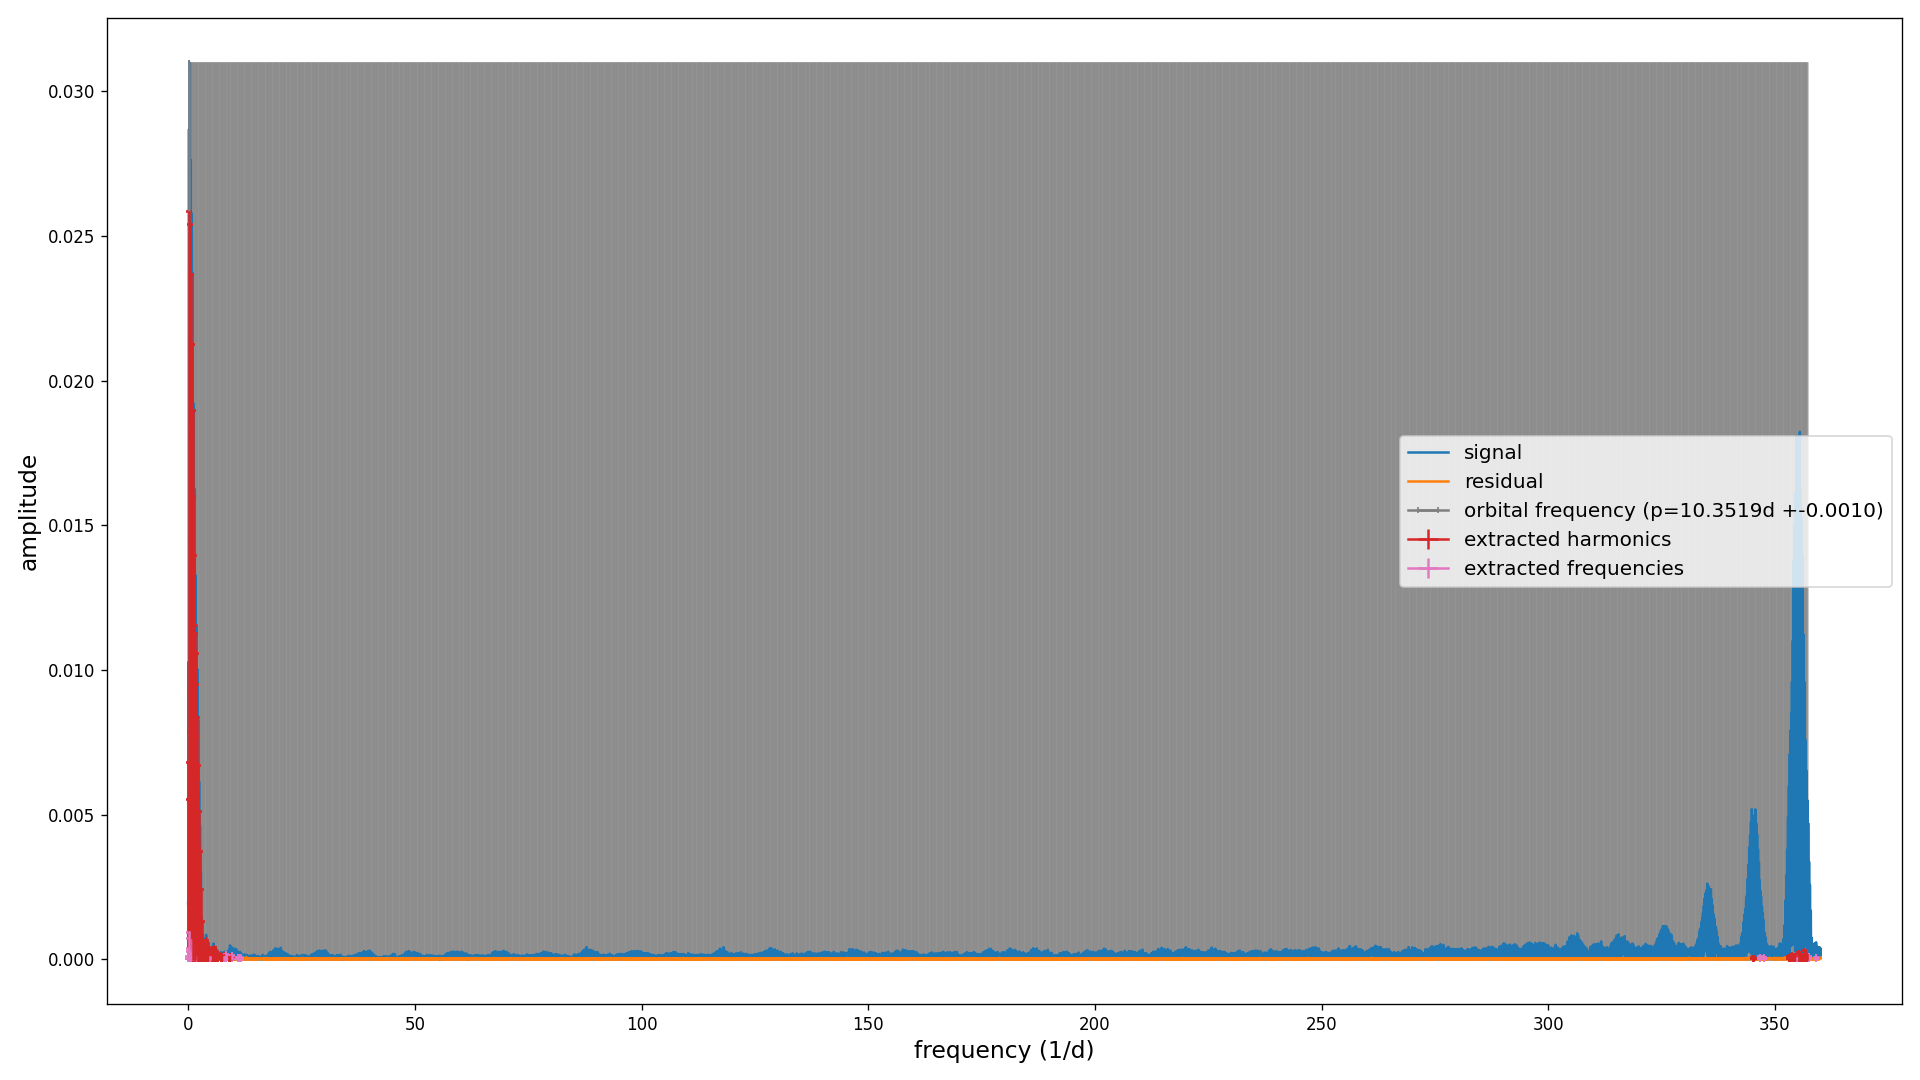 0.030
0.025
0.020
0.015
0.010
0.005
0.000
amplitude
signal
residual
orbital frequency (p=10.3519d +-0.0010)
extracted harmonics
extracted frequencies
0 50 100 150 200 250 300 350
frequency (1/d)